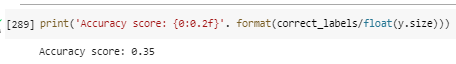 [289] print('Accuracy score: {0:0.2f}'. format(correct_labels/float(y.size)))
Accuracy score: 0.35